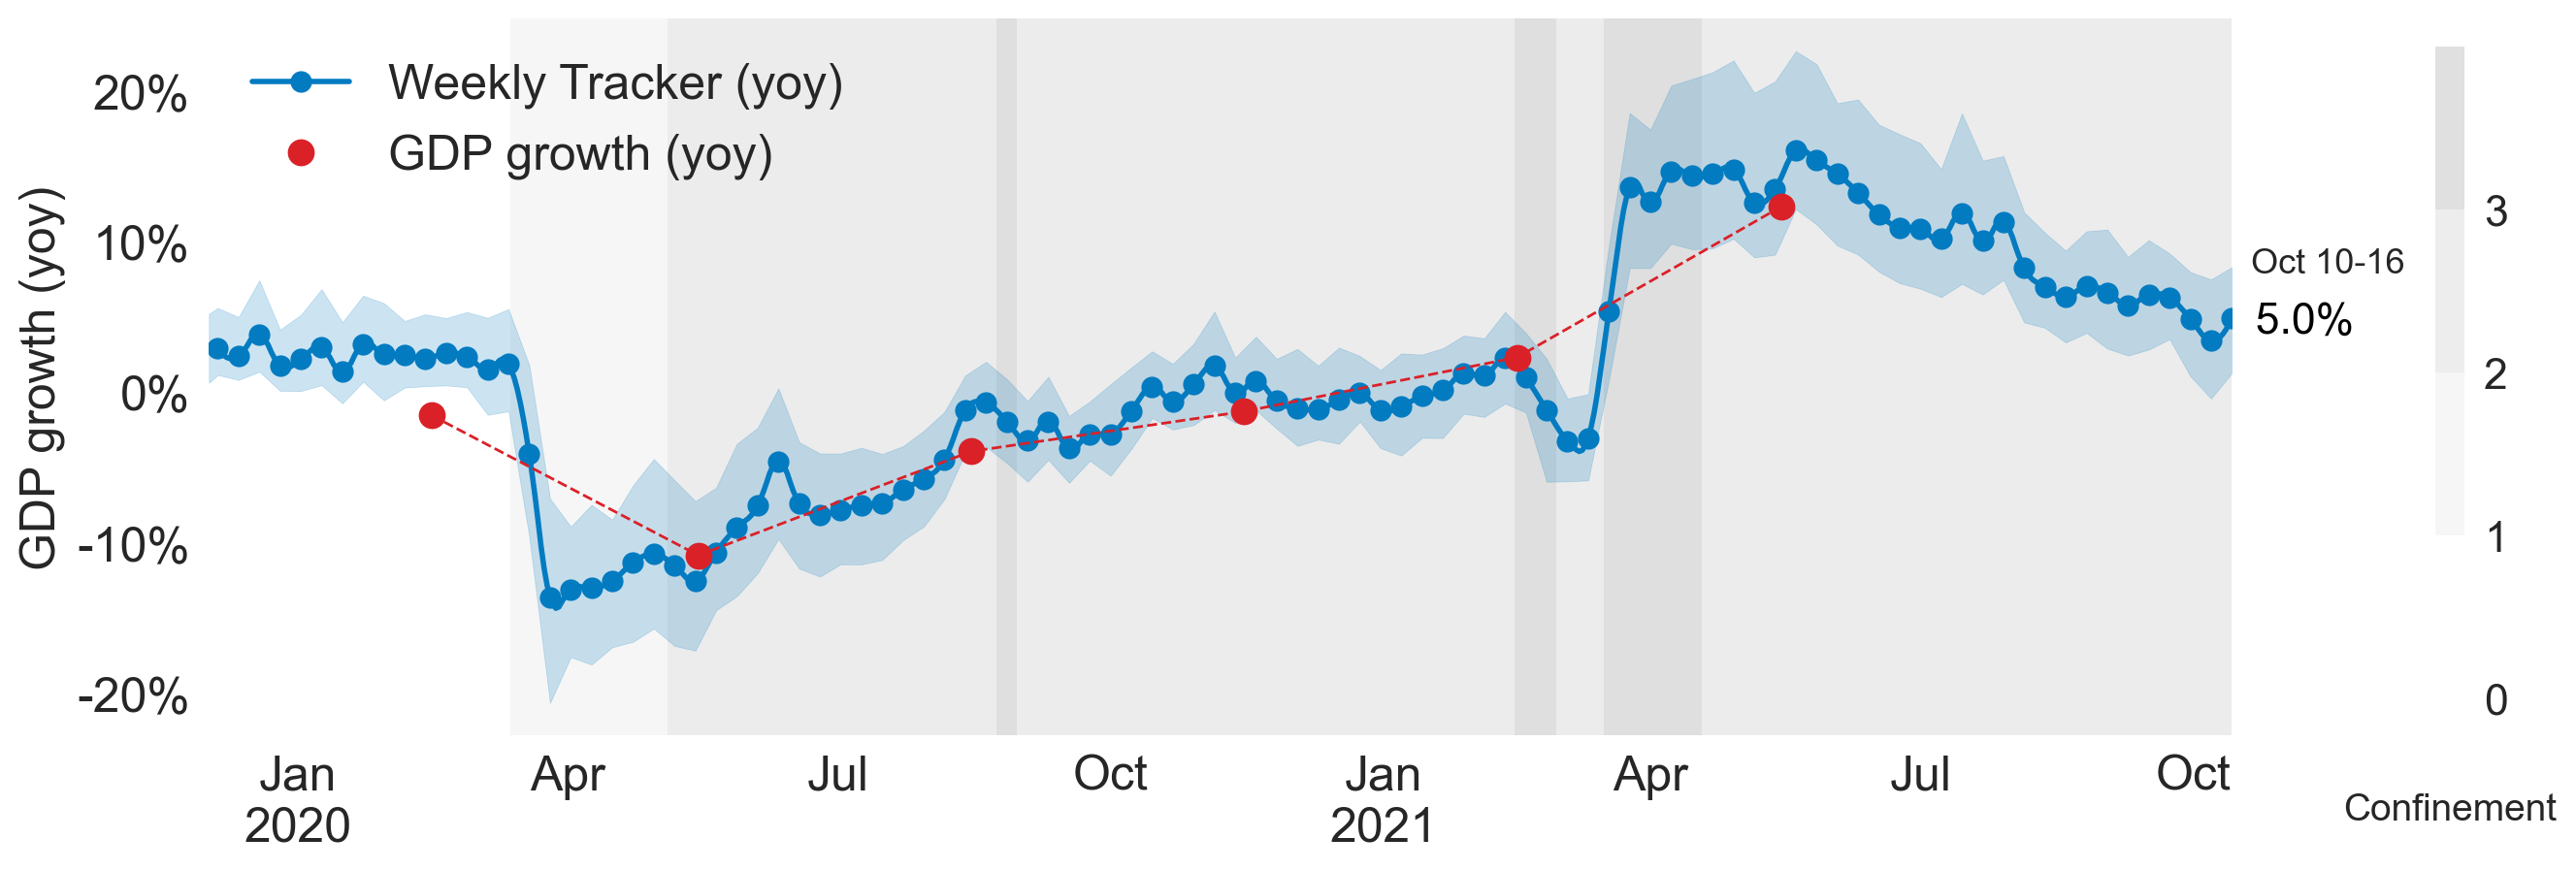 Weekly Tracker (yoy)
GDP growth (yoy)
GDP growth (yoy)
20%
10%
0%
-10%
-20%
Jan
2020
Apr
Jul
Oct
Jan
2021
Apr
Jul
Oct
Oct 10-16
5.0%
3
2
1
0
Confinement